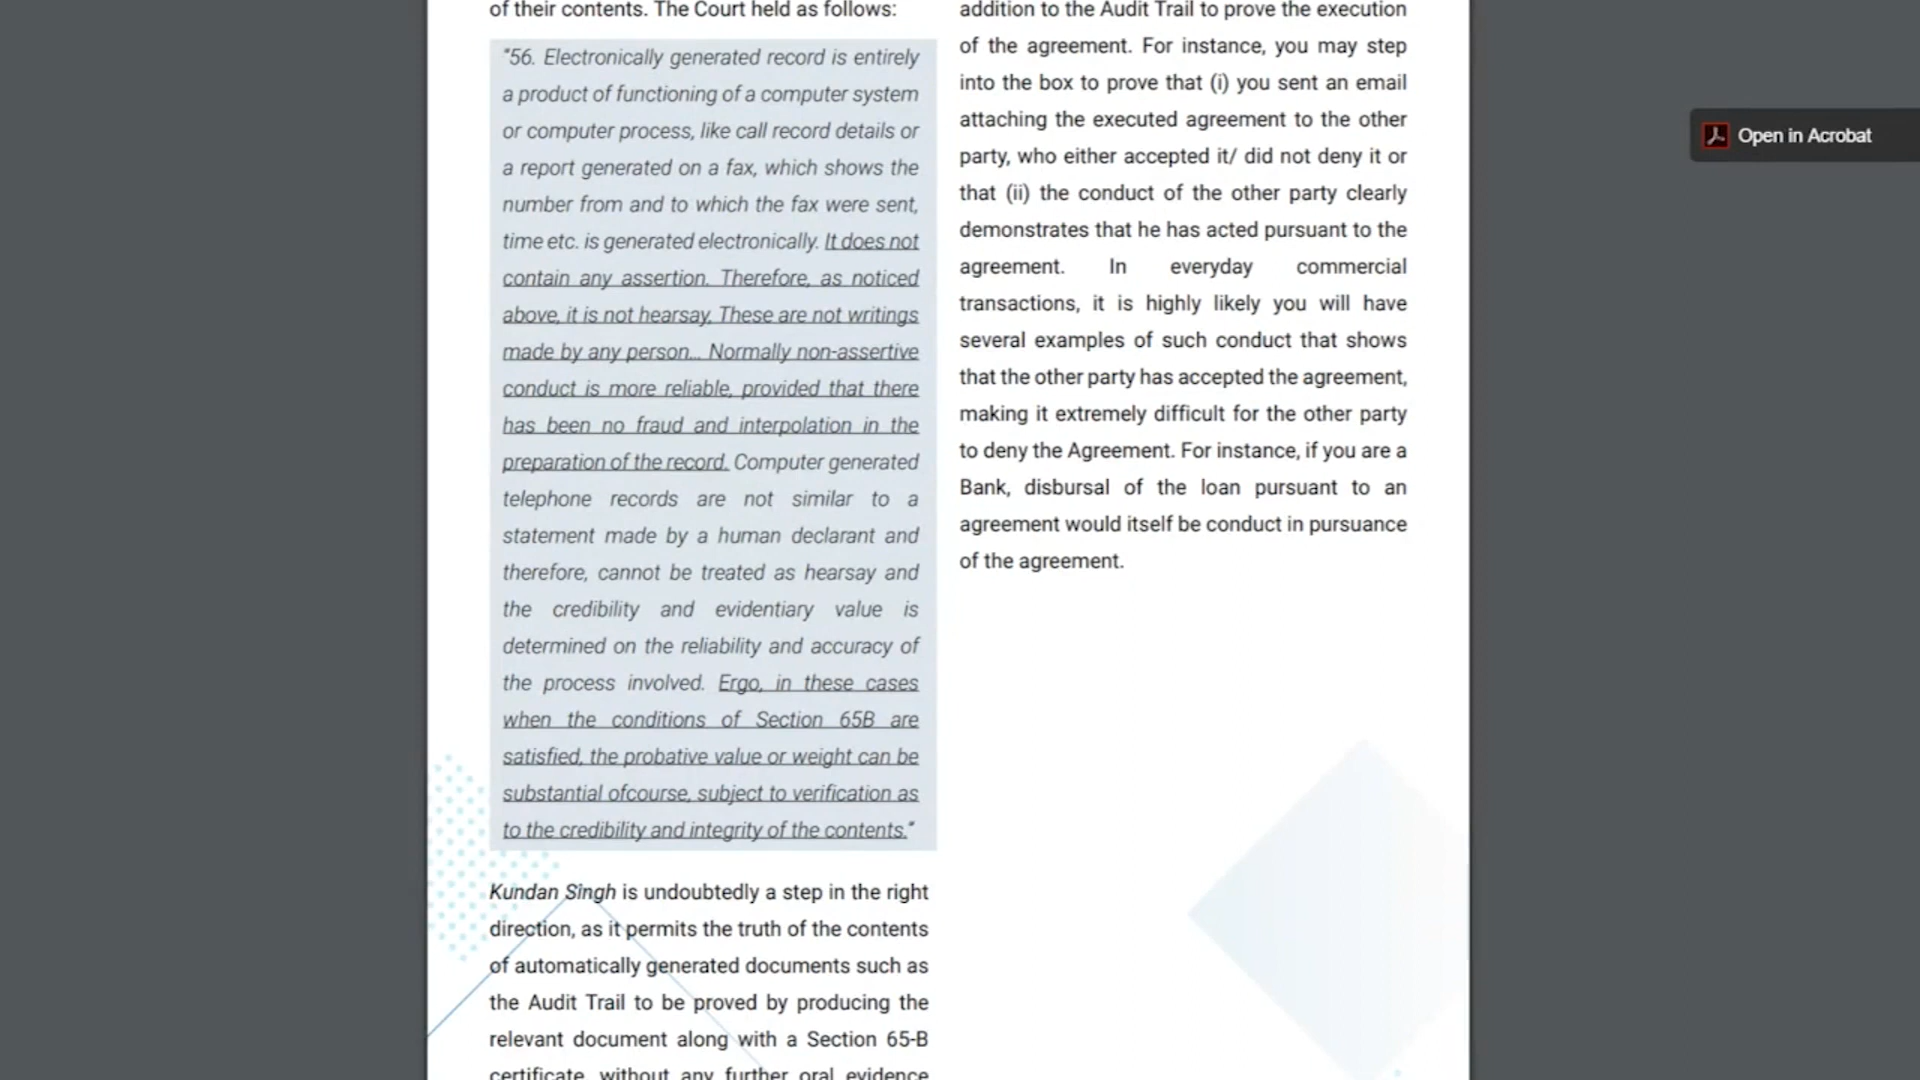 of their contents. The Court held as follows:
"56. Electronically generated record is entirely
a product of functioning of a computer system
or computer process, like call record details or
a report generated on a fax, which shows the
number from and to which the fax were sent,
time etc. is generated electronically. It does not
contain any assertion. Therefore, as noticed
above, it is not hearsay. These are not writings
made by any person... Normally non-assertive
conduct is more reliable, provided that there
has been no fraud and interpolation in the
preparation of the record. Computer generated
telephone records are not similar to a
statement made by a human declarant and
therefore, cannot be treated as hearsay and
the credibility and evidentiary value is
determined on the reliability and accuracy of
the process involved. Ergo, in these cases
when the conditions of Section 65B are
satisfied, the probative value or weight can be
substantial ofcourse, subject to verification as
to the credibility and integrity of the contents."
Kundan Singh is undoubtedly a step in the right
direction, as it permits the truth of the contents
of automatically generated documents such as
the Audit Trail to be proved by producing the
relevant document along with a Section 65-B
certificate, without any further oral evidence
addition to the Audit Trail to prove the execution
of the agreement. For instance, you may step
into the box to prove that (i) you sent an email
attaching the executed agreement to the other
party, who either accepted it/ did not deny it or
that (ii) the conduct of the other party clearly
demonstrates that he has acted pursuant to the
agreement. In everyday commercial
transactions, it is highly likely you will have
several examples of such conduct that shows
that the other party has accepted the agreement,
making it extremely difficult for the other party
to deny the Agreement. For instance, if you are a
Bank, disbursal of the loan pursuant to an
agreement would itself be conduct in pursuance
of the agreement.
Open in Acrobat